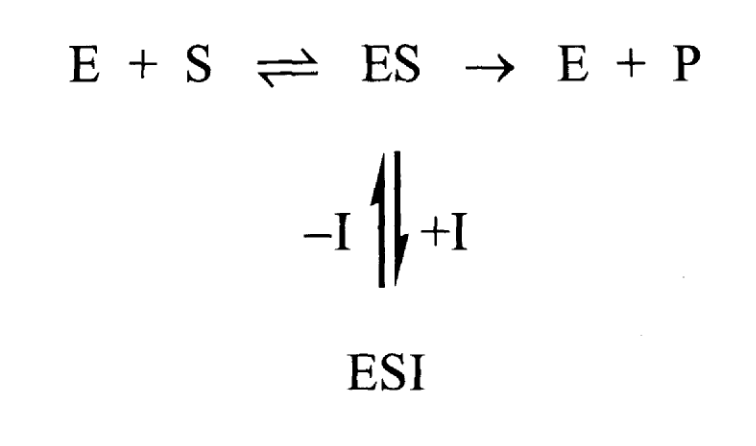 E + S ⇌ ES → E + P
–I +I
ESI